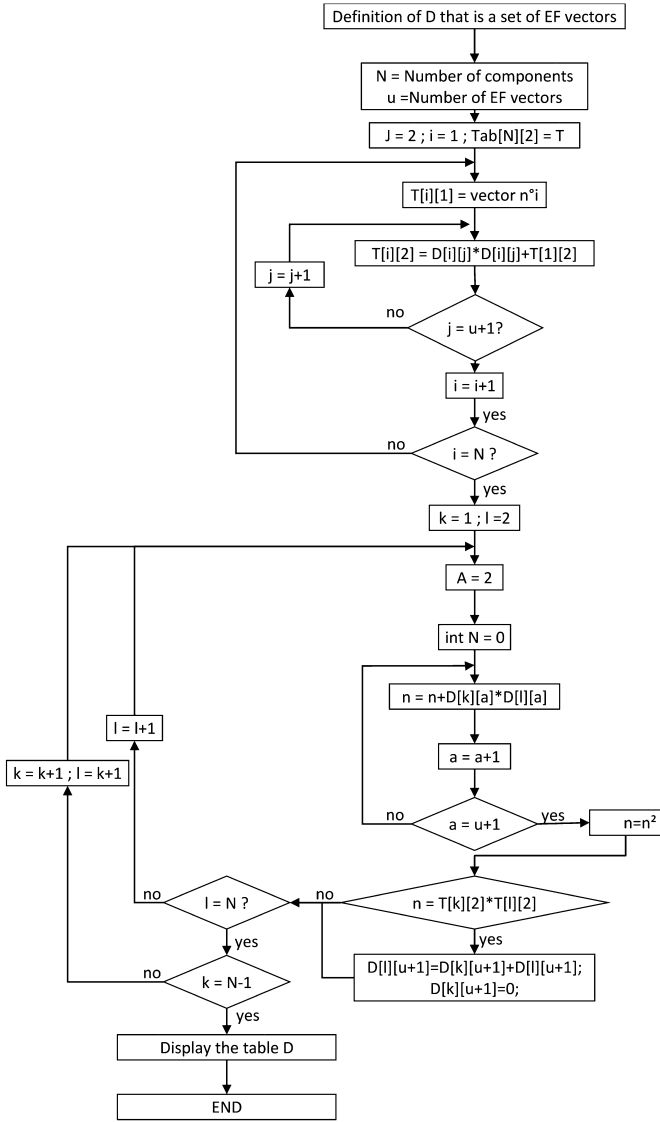 Definition of D that is a set of EF vectors
N = Number of components
u =Number of EF vectors
J = 2 ; i = 1 ; Tab[N][2] = T
T[i][1] = vector n°i
T[i][2] = D[i][j]*D[i][j]+T[1][2]
j = j+1
no
j = u+1?
i = i+1
yes
no
i = N ?
yes
k = 1 ; l =2
A = 2
int N = 0
n = n+D[k][a]*D[l][a]
l = l+1
a = a+1
k = k+1 ; l = k+1
no
a = u+1
yes
n=n²
no
l = N ?
no
n = T[k][2]*T[l][2]
yes
yes
D[l][u+1]=D[k][u+1]+D[l][u+1];
D[k][u+1]=0;
no
k = N-1
yes
Display the table D
END